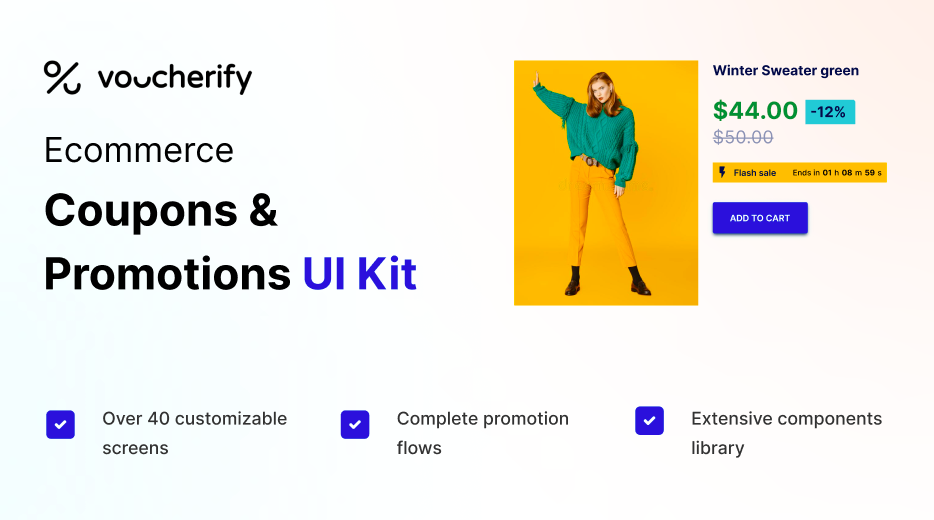 voucherify
Ecommerce
Coupons &
Promotions UI Kit
Winter Sweater green
$44.00 -12%
$50.00
Flash sale Ends in 01 h 08 m 59 s
ADD TO CART
Over 40 customizable
screens
Complete promotion
flows
Extensive components
library